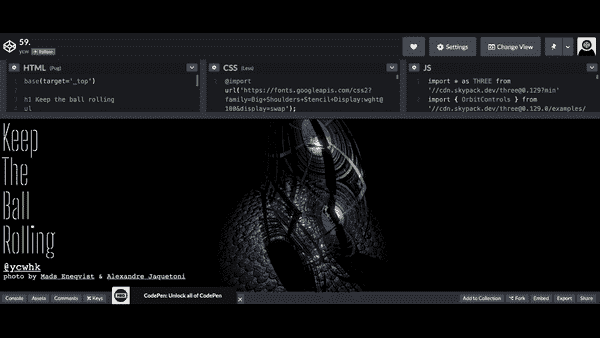 59.
ycw + Follow
Settings
Change View
HTML (Pug)
base(target='_top')
h1 Keep the ball rolling
ul
CSS (Less)
1
@import
url('https://fonts.googleapis.com/css2?
family=Big+Shoulders+Stencil+Display:wght@
100&display=swap');
JS
import * as THREE from
'//cdn.skypack.dev/three@0.129?min'
import { OrbitControls } from
'//cdn.skypack.dev/three@0.129.0/examples/
Keep
The
Ball
Rolling
@ycwhk
photo by Mads Eneqvist & Alexandre Jaquetoni
Console
Assets
Comments
⌘ Keys
CodePen: Unlock all of CodePen
×
Add to Collection
Fork
Embed
Export
Share